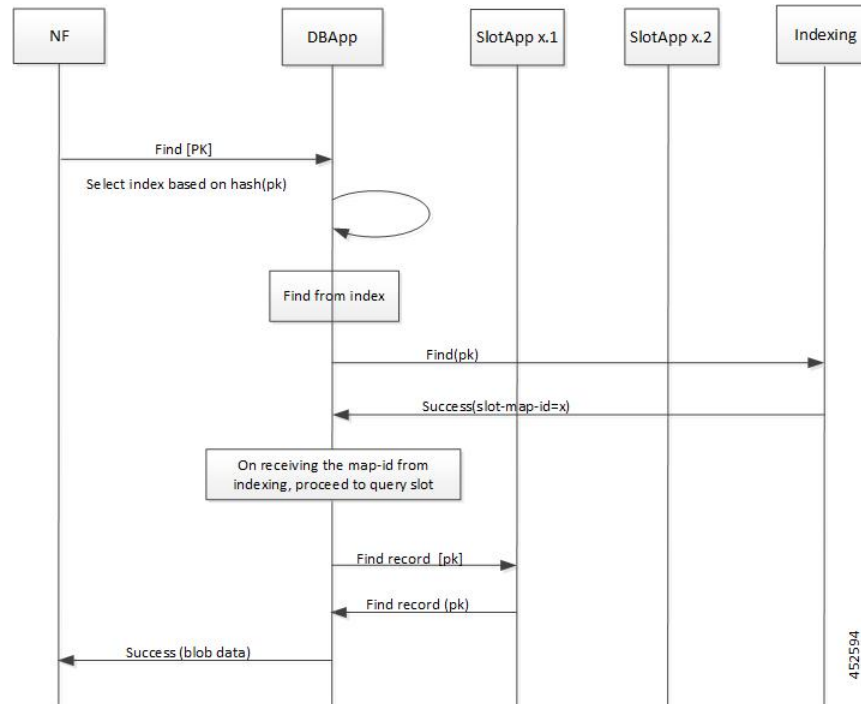 NF
DBApp
SlotApp x.1
SlotApp x.2
Indexing
Find [PK]
Select index based on hash(pk)
Find from index
Find(pk)
Success(slot-map-id=x)
On receiving the map-id from
indexing, proceed to query slot
Find record [pk]
Find record (pk)
Success (blob data)
452594